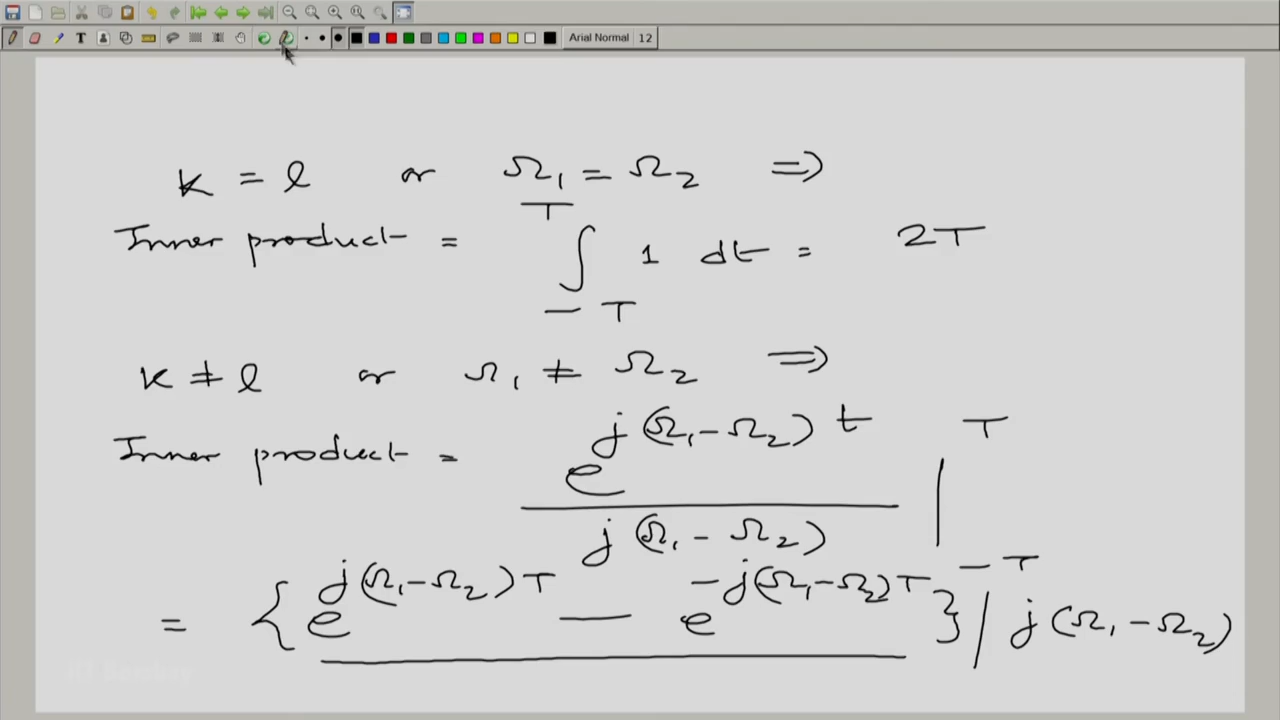 Arial Normal 12
k = l or Ω₁ = Ω₂ ⇒
Inner product = ∫_{-T}^{T} 1 dt = 2T
k ≠ l or Ω₁ ≠ Ω₂ ⇒
Inner product = e^{j(Ω₁-Ω₂)t} / j(Ω₁ - Ω₂) |_{-T}^{T}
= {e^{j(Ω₁-Ω₂)T} — e^{-j(Ω₁-Ω₂)T}} / j(Ω₁-Ω₂)